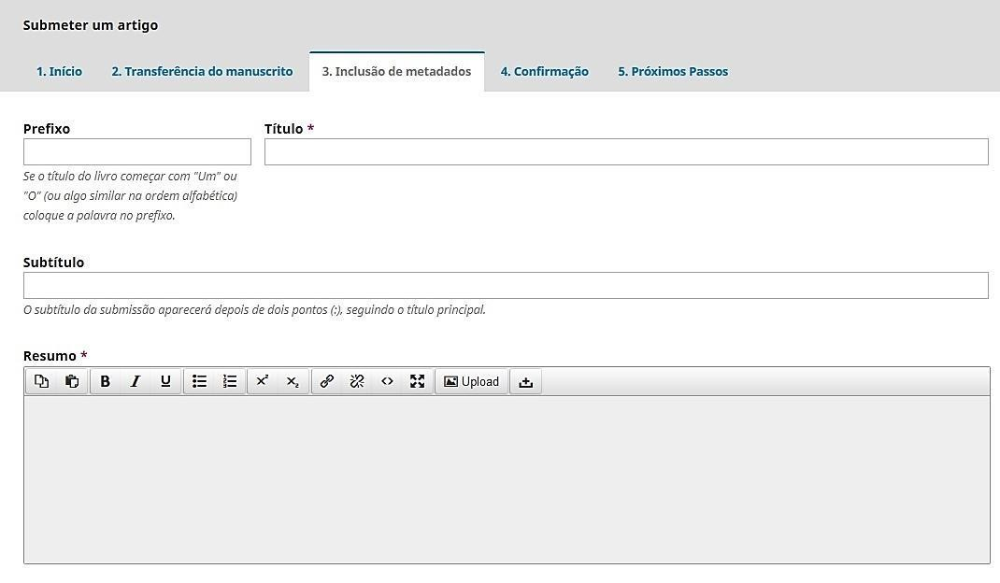 Submeter um artigo
1. Início 2. Transferência do manuscrito 3. Inclusão de metadados 4. Confirmação 5. Próximos Passos
Prefixo Título *
Se o título do livro começar com "Um" ou
"O" (ou algo similar na ordem alfabética)
coloque a palavra no prefixo.
Subtítulo
O subtítulo da submissão aparecerá depois de dois pontos (:), seguindo o título principal.
Resumo *
B I U x² x₂ <> Upload